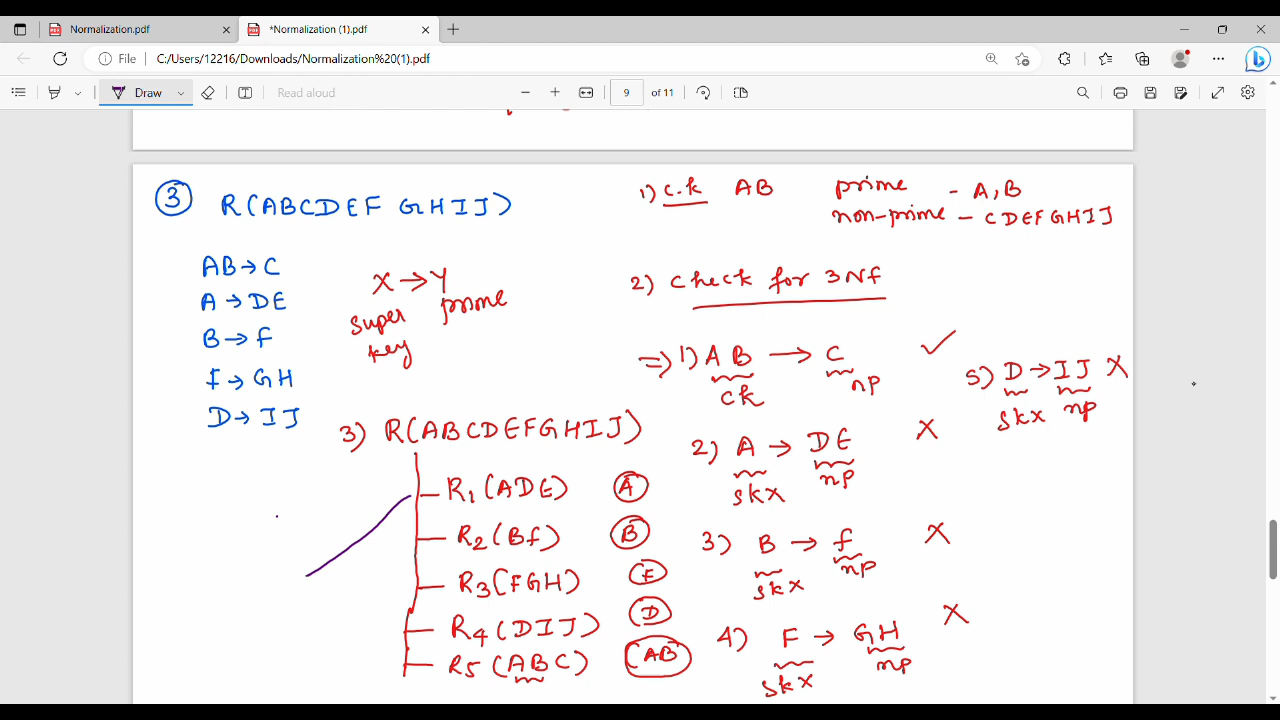 Normalization.pdf
*Normalization (1).pdf
File C:/Users/12216/Downloads/Normalization%20(1).pdf
Draw Read aloud 9 of 11
3 R(ABCDEF GHIJ)
AB → C
A → DE
B → f
F → GH
D → IJ
X → Y
super prime
key
1) C.k AB prime - A, B
non-prime - CDEFGHIJ
2) Check for 3Nf
⇒ 1) AB → C ✓
ck np
2) A → DE X
skx np
3) B → f X
skx np
4) F → GH X
skx np
5) D → IJ X
skx np
3) R(ABCDEFGHIJ)
R1(ADE) A
R2(Bf) B
R3(FGH) F
R4(DIJ) D
R5(ABC) AB